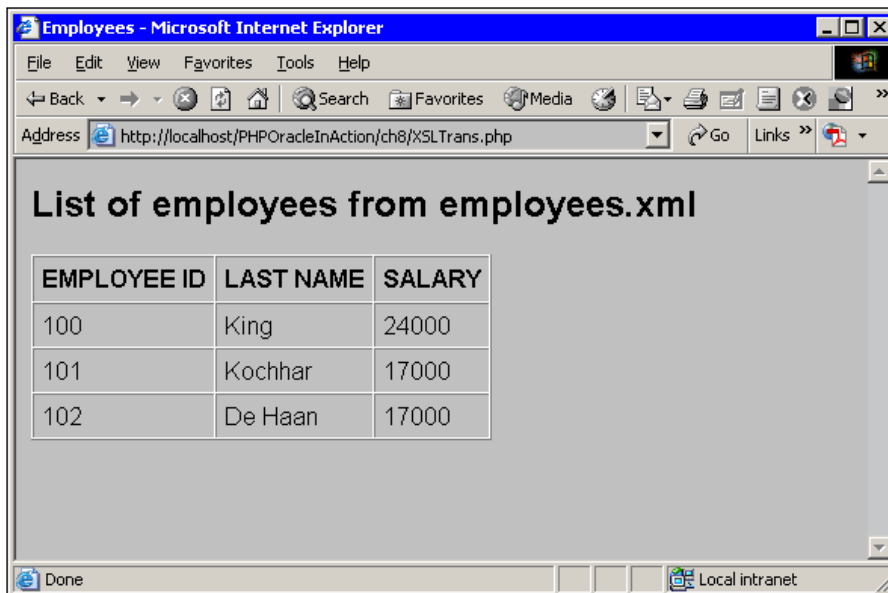 Employees - Microsoft Internet Explorer
File Edit View Favorites Tools Help
Back Search Favorites Media »
Address http://localhost/PHPOracleInAction/ch8/XSLTrans.php Go Links »
List of employees from employees.xml
EMPLOYEE ID LAST NAME SALARY
100 King 24000
101 Kochhar 17000
102 De Haan 17000
Done Local intranet